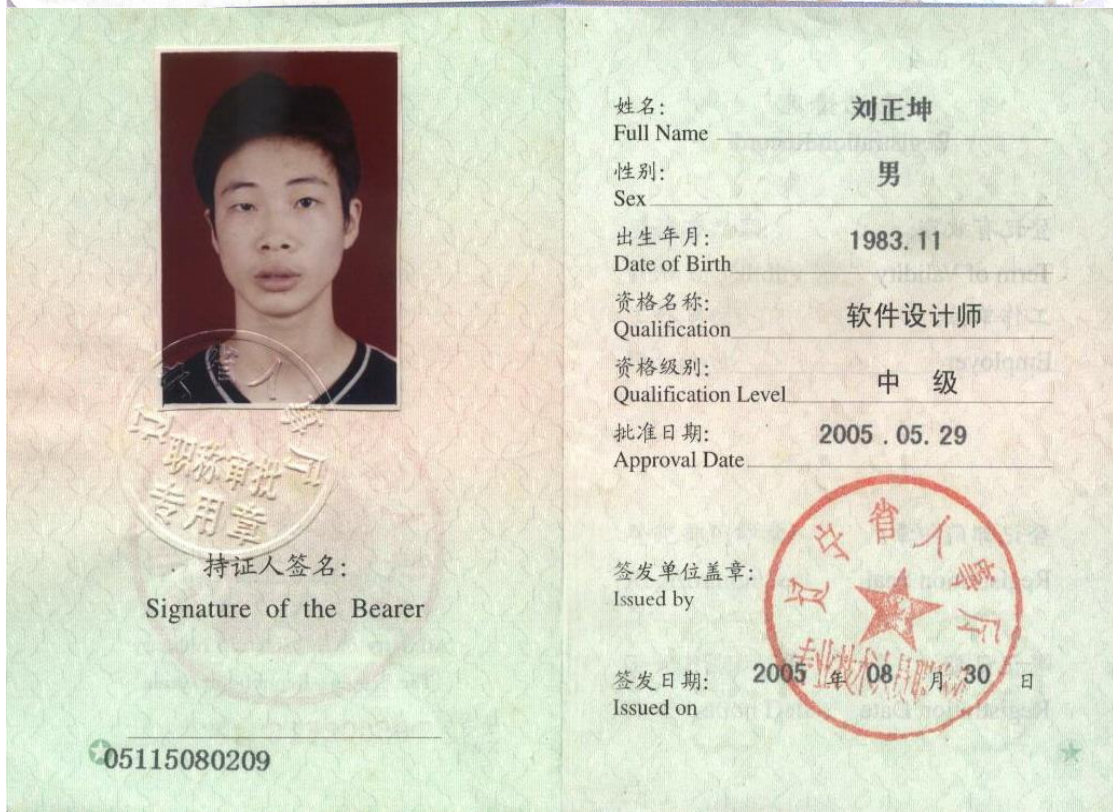 职称审批
专用章
持证人签名:
Signature of the Bearer
05115080209
姓名: 刘正坤
Full Name
性别: 男
Sex
出生年月: 1983.11
Date of Birth
资格名称: 软件设计师
Qualification
资格级别: 中 级
Qualification Level
批准日期: 2005.05.29
Approval Date
辽宁省人事厅
签发单位盖章:
Issued by
签发日期: 2005 年 08 月 30 日
Issued on